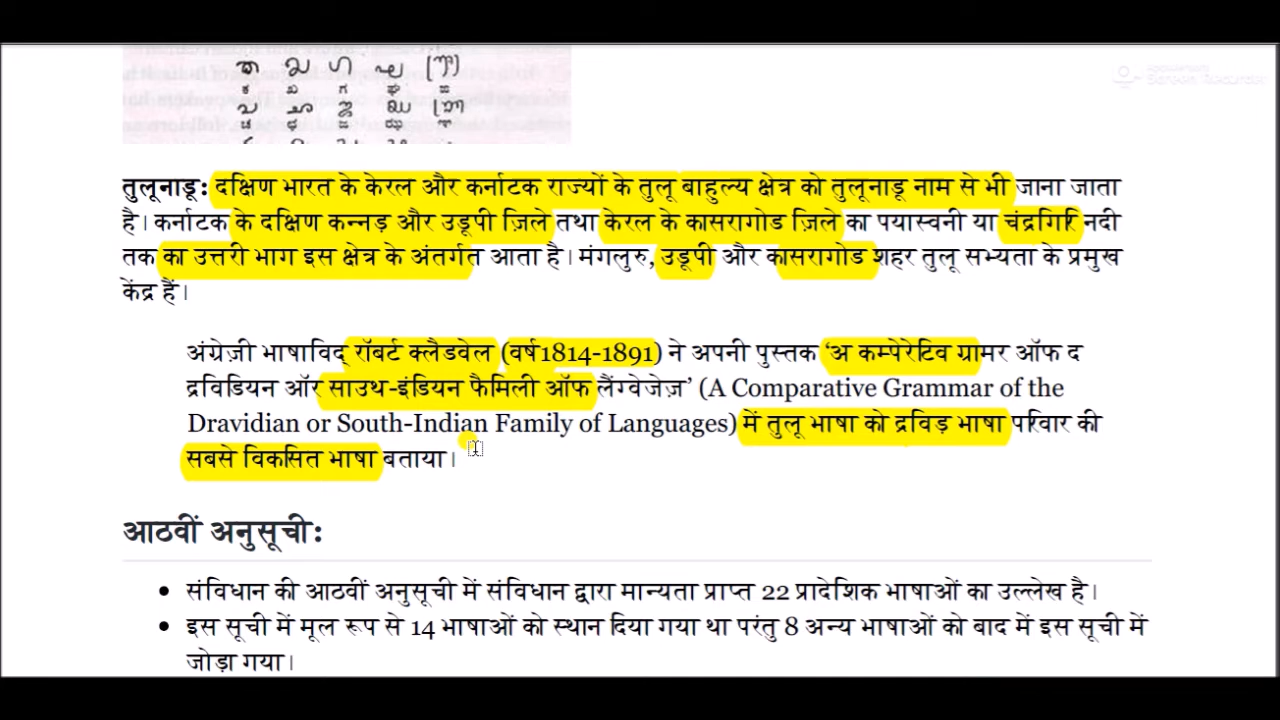 तुलूनाडू: दक्षिण भारत के केरल और कर्नाटक राज्यों के तुलू बाहुल्य क्षेत्र को तुलूनाडू नाम से भी जाना जाता
है। कर्नाटक के दक्षिण कन्नड़ और उडूपी ज़िले तथा केरल के कासरागोड ज़िले का पयास्वनी या चंद्रगिरि नदी
तक का उत्तरी भाग इस क्षेत्र के अंतर्गत आता है। मंगलुरु, उडूपी और कासरागोड शहर तुलू सभ्यता के प्रमुख
केंद्र हैं।
अंग्रेज़ी भाषाविद् रॉबर्ट क्लैडवेल (वर्ष1814-1891) ने अपनी पुस्तक ‘अ कम्पेरेटिव ग्रामर ऑफ द
द्रविडियन ऑर साउथ-इंडियन फैमिली ऑफ लैंग्वेजेज़’ (A Comparative Grammar of the
Dravidian or South-Indian Family of Languages) में तुलू भाषा को द्रविड़ भाषा परिवार की
सबसे विकसित भाषा बताया।
आठवीं अनुसूची:
• संविधान की आठवीं अनुसूची में संविधान द्वारा मान्यता प्राप्त 22 प्रादेशिक भाषाओं का उल्लेख है।
• इस सूची में मूल रूप से 14 भाषाओं को स्थान दिया गया था परंतु 8 अन्य भाषाओं को बाद में इस सूची में
जोड़ा गया।